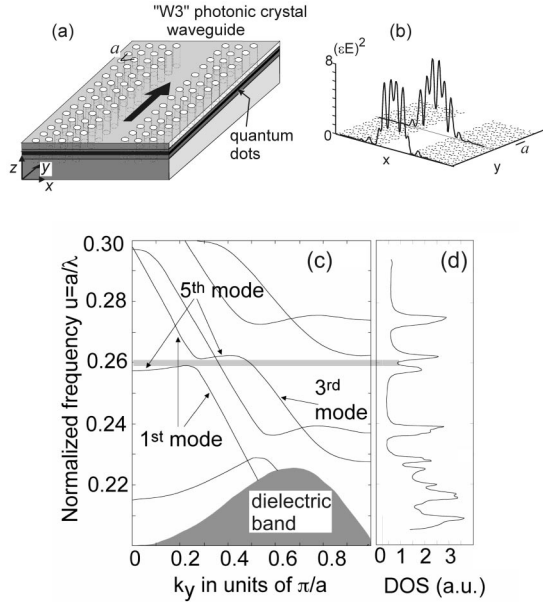 (a)
"W3" photonic crystal
waveguide
a
quantum
dots
z
y
x
(b)
(εE)²
8
0
x
y
a
Normalized frequency u=a/λ
0.30
0.28
0.26
0.24
0.22
(c)
5th mode
3rd
mode
1st mode
dielectric
band
0 0.2 0.4 0.6 0.8
ky in units of π/a
(d)
0 1 2 3
DOS (a.u.)